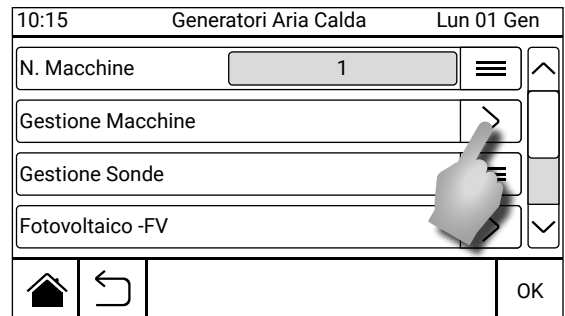 10:15 Generatori Aria Calda Lun 01 Gen
N. Macchine 1
Gestione Macchine
Gestione Sonde
Fotovoltaico -FV
OK